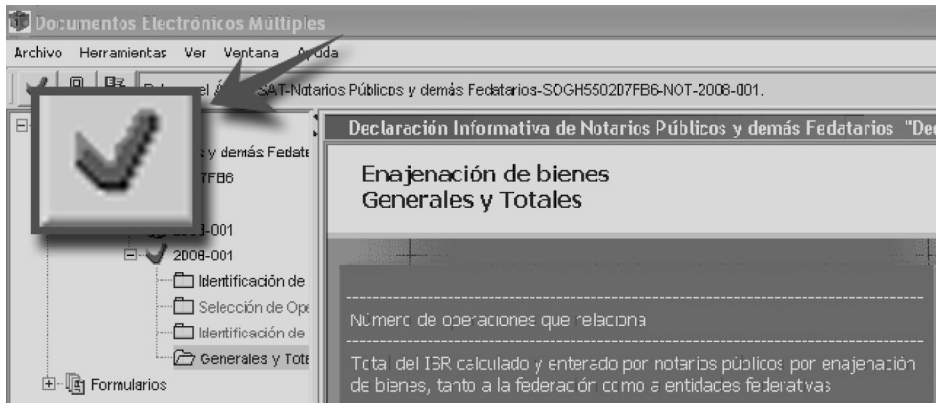 Documentos Electrónicos Múltiples
Archivo Herramientas Ver Ventana Ayuda
el SAT-Notarios Públicos y demás Fedatarios-SOGH5502D7FB6-NOT-2008-001.
Declaración Informativa de Notarios Públicos y demás Fedatarios "De
y demás Fedata
7FB6
Enajenación de bienes
Generales y Totales
-001
2008-001
Identificación de
Selección de Ope
Identificación de
Generales y Tota
Formularios
Número de operaciones que relaciona
Total del ISR calculado y enterado por notarios públicos por enajenación
de bienes, tanto a la federación como a entidades federativas